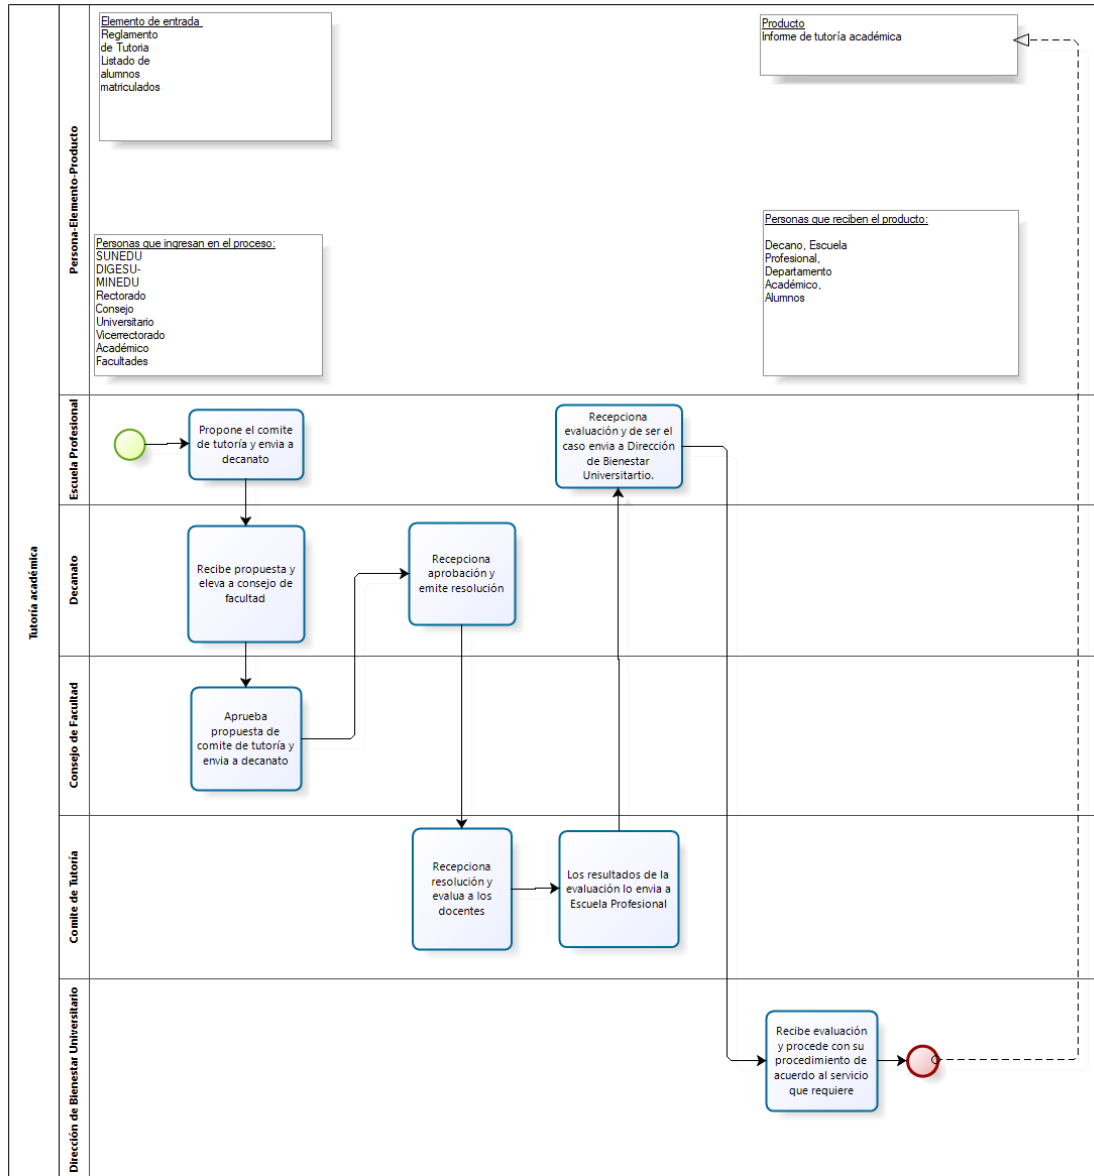 Tutoría académica
Persona-Elemento-Producto
Elemento de entrada
Reglamento
de Tutoria
Listado de
alumnos
matriculados
Producto
Informe de tutoría académica
Personas que ingresan en el proceso:
SUNEDU
DIGESU-
MINEDU
Rectorado
Consejo
Universitario
Vicerrectorado
Académico
Facultades
Personas que reciben el producto:
Decano, Escuela
Profesional,
Departamento
Académico,
Alumnos
Escuela Profesional
Propone el comite
de tutoría y envia a
decanato
Recepciona
evaluación y de ser el
caso envia a Dirección
de Bienestar
Universitartio.
Decanato
Recibe propuesta y
eleva a consejo de
facultad
Recepciona
aprobación y
emite resolución
Consejo de Facultad
Aprueba
propuesta de
comite de tutoría y
envia a decanato
Comite de Tutoría
Recepciona
resolución y
evalua a los
docentes
Los resultados de la
evaluación lo envia a
Escuela Profesional
Dirección de Bienestar Universitario
Recibe evaluación
y procede con su
procedimiento de
acuerdo al servicio
que requiere